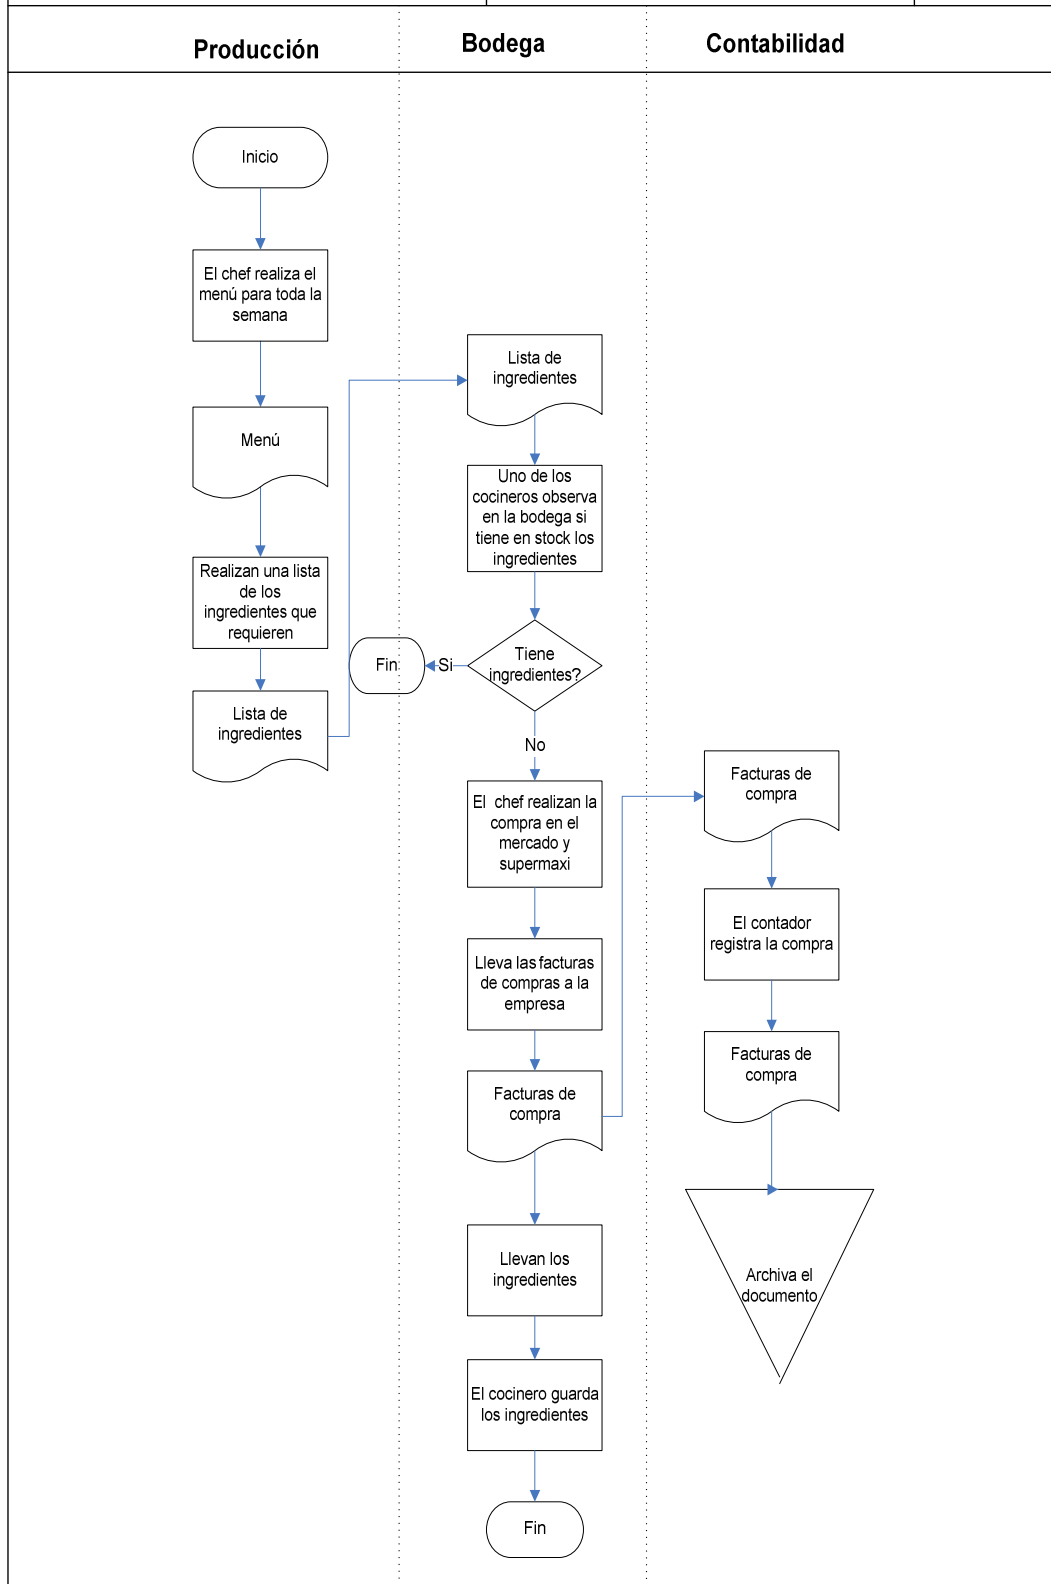 Producción
Bodega
Contabilidad
Inicio
El chef realiza el
menú para toda la
semana
Menú
Realizan una lista
de los
ingredientes que
requieren
Lista de
ingredientes
Lista de
ingredientes
Uno de los
cocineros observa
en la bodega si
tiene en stock los
ingredientes
Tiene
ingredientes?
Si
Fin
No
El chef realizan la
compra en el
mercado y
supermaxi
Lleva las facturas
de compras a la
empresa
Facturas de
compra
Llevan los
ingredientes
El cocinero guarda
los ingredientes
Fin
Facturas de
compra
El contador
registra la compra
Facturas de
compra
Archiva el
documento